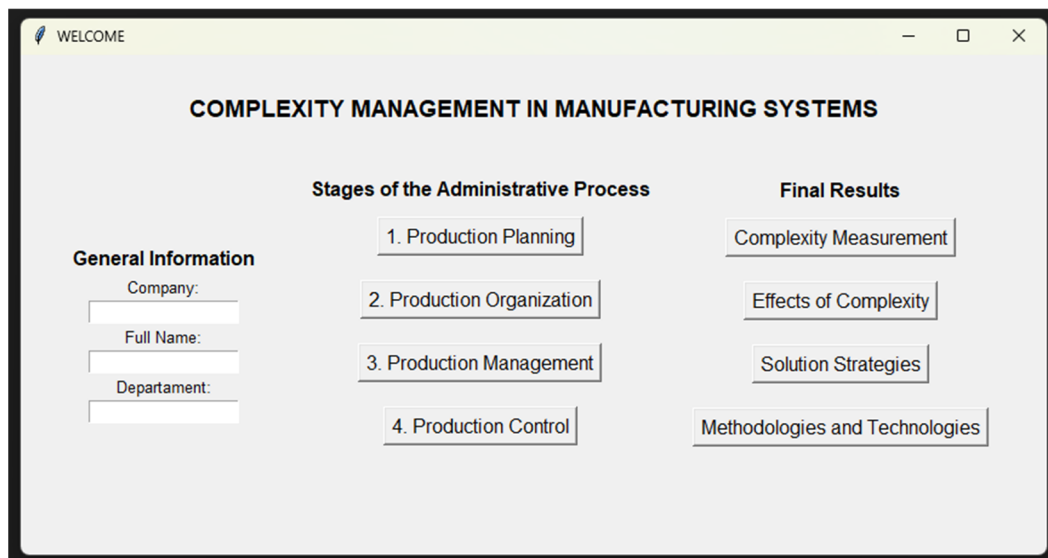 WELCOME
COMPLEXITY MANAGEMENT IN MANUFACTURING SYSTEMS
General Information
Company:
Full Name:
Departament:
Stages of the Administrative Process
1. Production Planning
2. Production Organization
3. Production Management
4. Production Control
Final Results
Complexity Measurement
Effects of Complexity
Solution Strategies
Methodologies and Technologies